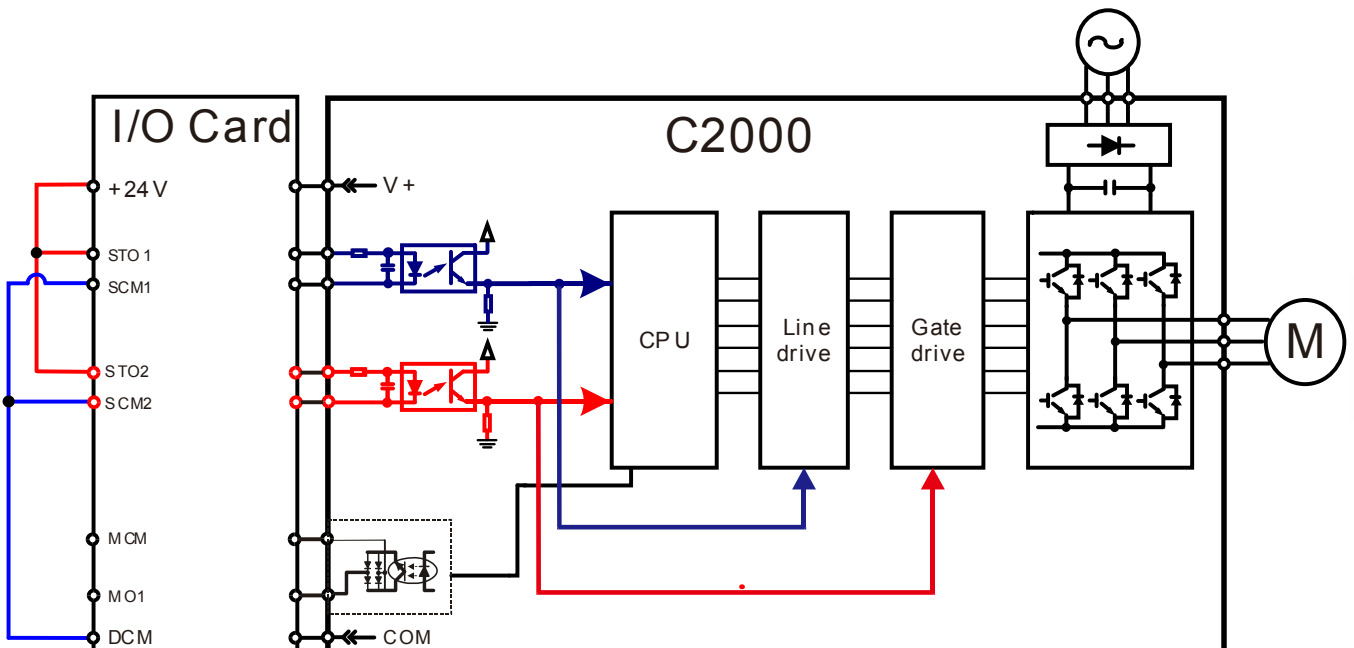 I/O Card
C2000
+24V
V+
STO1
SCM1
CPU
Line
drive
Gate
drive
M
STO2
SCM2
MCM
MO1
DCM
COM